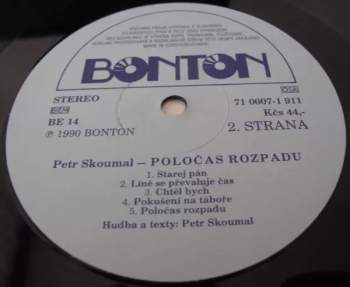 BONTON
STEREO
OSA
71 0007-1 911
BE 14
Kčs 44,-
℗ 1990 BONTON
2. STRANA
Petr Skoumal – POLOČAS ROZPADU
1. Starej pán
2. Líně se převaluje čas
3. Chtěl bych
4. Pokušení na táboře
5. Poločas rozpadu
Hudba a texty: Petr Skoumal